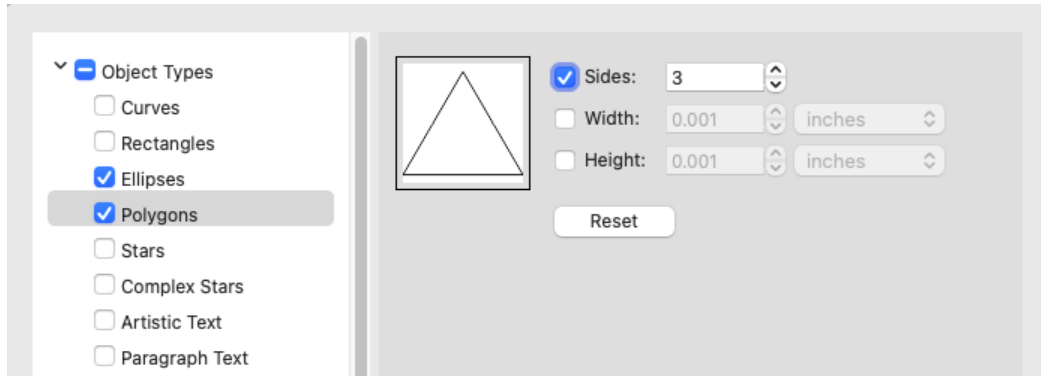 Object Types
Curves
Rectangles
Ellipses
Polygons
Stars
Complex Stars
Artistic Text
Paragraph Text
Sides: 3
Width: 0.001 inches
Height: 0.001 inches
Reset